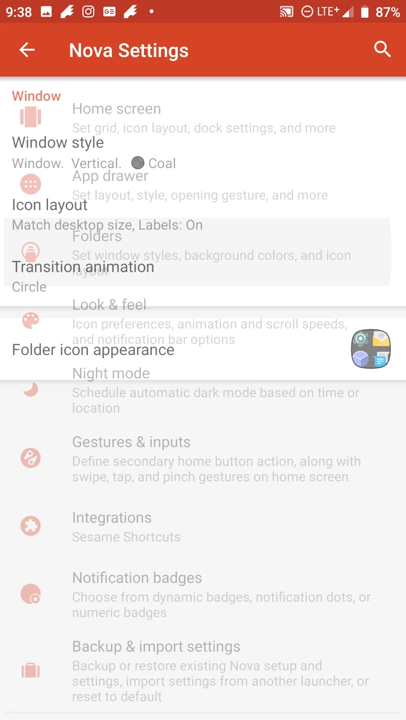 9:38
LTE+
87%
Nova Settings
Window
Home screen
Set grid, icon layout, dock settings, and more
Window style
Window. Vertical. Coal
App drawer
Set layout, style, opening gesture, and more
Icon layout
Match desktop size, Labels: On
Folders
Set window styles, background colors, and icon
layout
Transition animation
Circle
Look & feel
Icon preferences, animation and scroll speeds,
and notification bar options
Folder icon appearance
Night mode
Schedule automatic dark mode based on time or
location
Gestures & inputs
Define secondary home button action, along with
swipe, tap, and pinch gestures on home screen
Integrations
Sesame Shortcuts
Notification badges
Choose from dynamic badges, notification dots, or
numeric badges
Backup & import settings
Backup or restore existing Nova setup and
settings, import settings from another launcher, or
reset to default